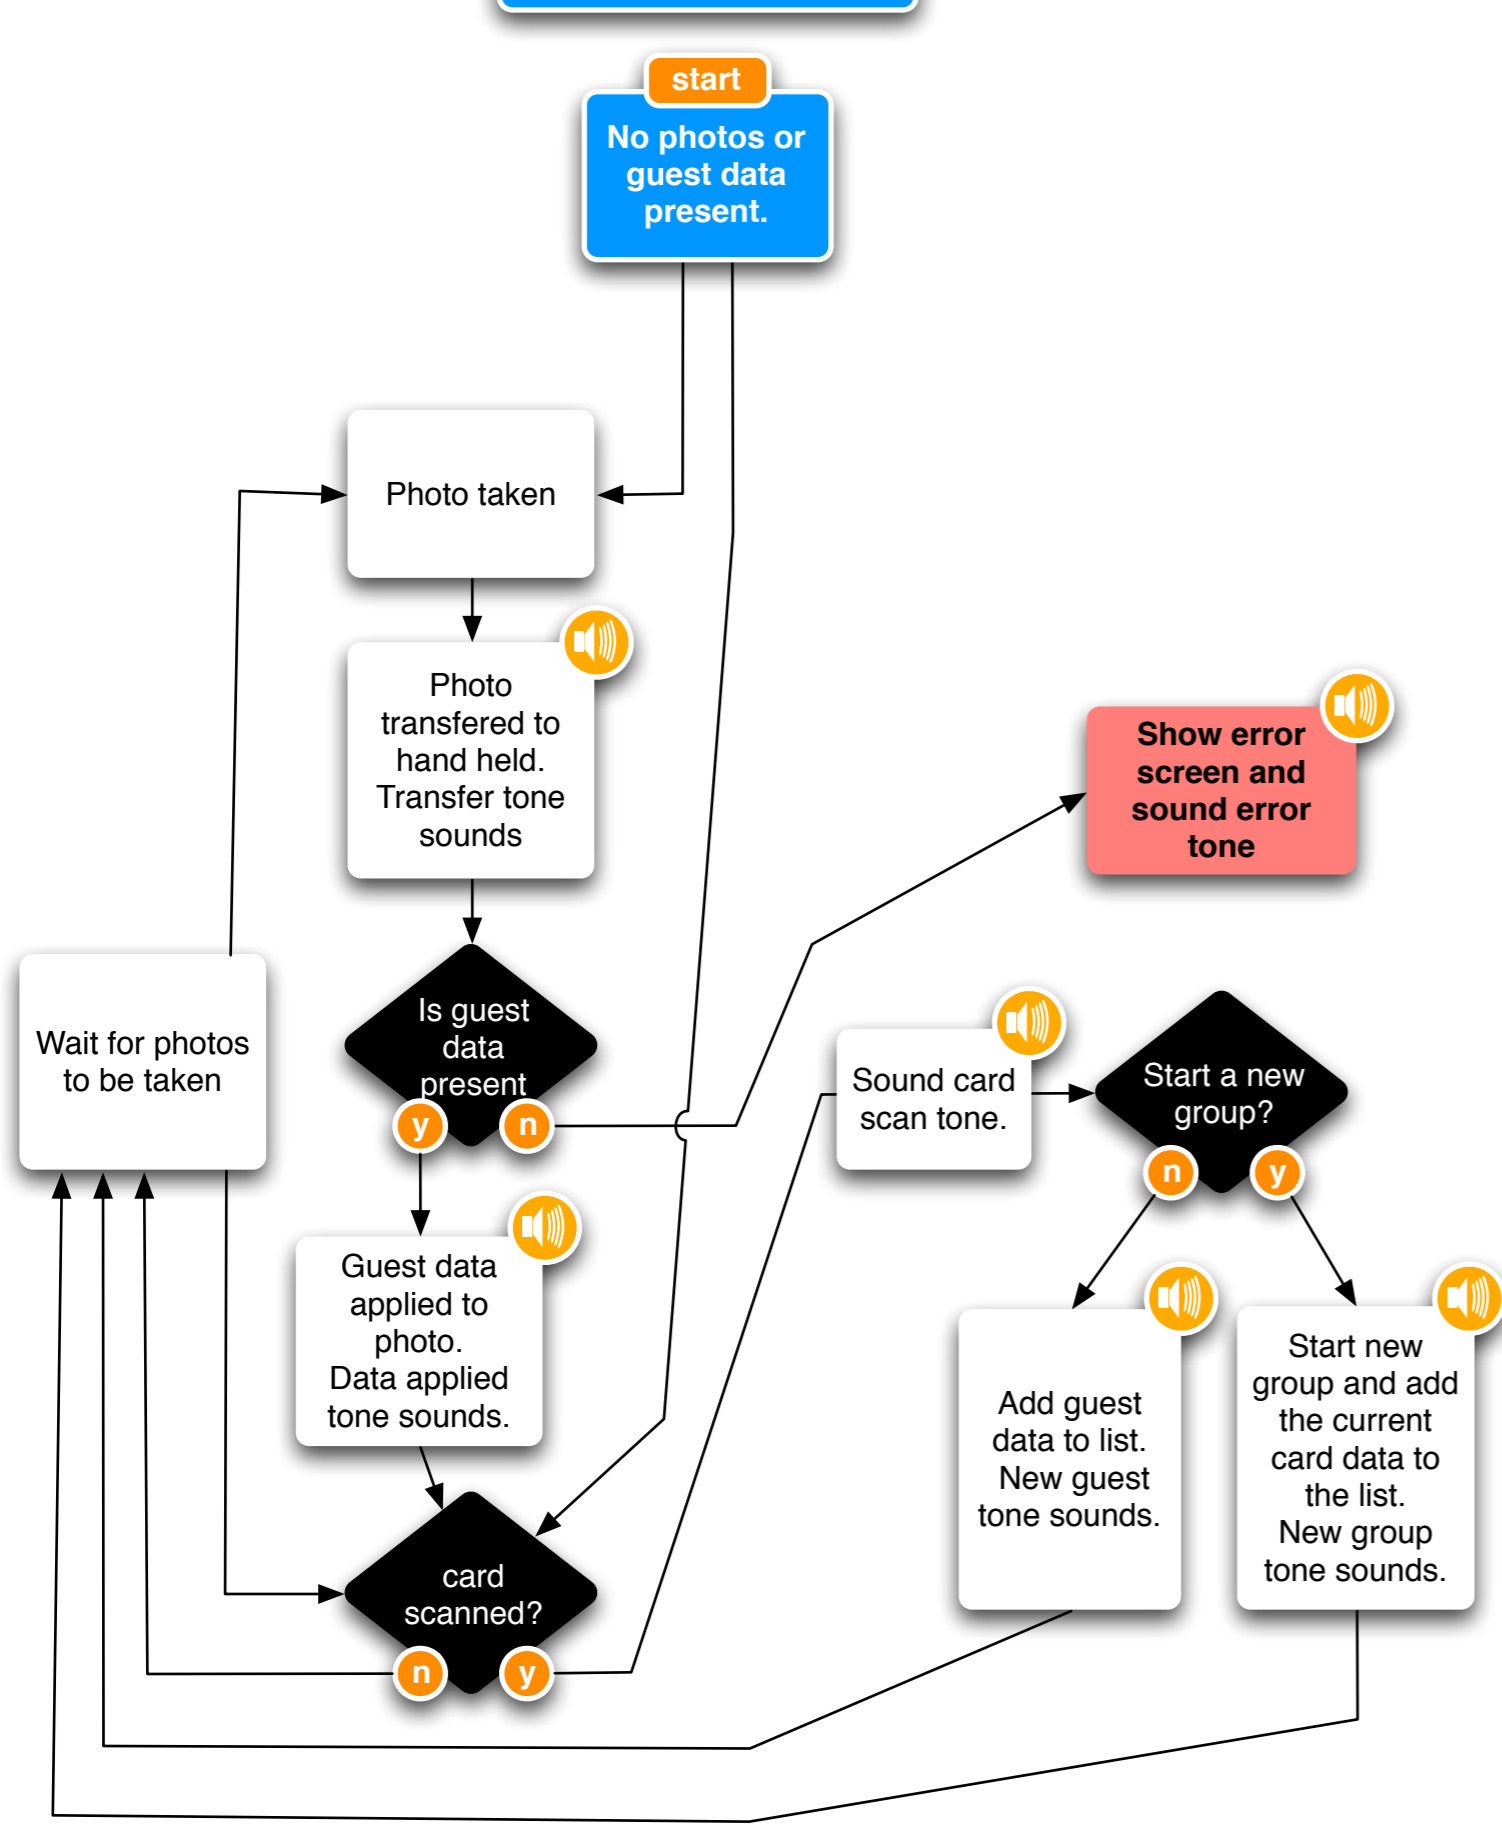 start
No photos or
guest data
present.
Photo taken
Photo
transfered to
hand held.
Transfer tone
sounds
Show error
screen and
sound error
tone
Is guest
data
present
y
n
Wait for photos
to be taken
Sound card
scan tone.
Start a new
group?
n
y
Guest data
applied to
photo.
Data applied
tone sounds.
Add guest
data to list.
New guest
tone sounds.
Start new
group and add
the current
card data to
the list.
New group
tone sounds.
card
scanned?
n
y